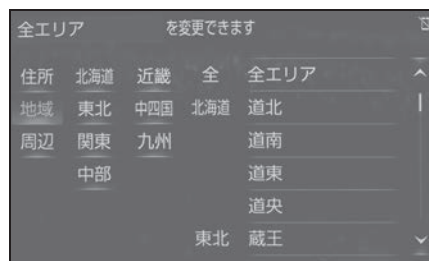 全エリア を変更できます
住所 北海道 近畿 全 全エリア
地域 東北 中四国 北海道 道北
周辺 関東 九州 道南
中部 道東
道央
東北 蔵王